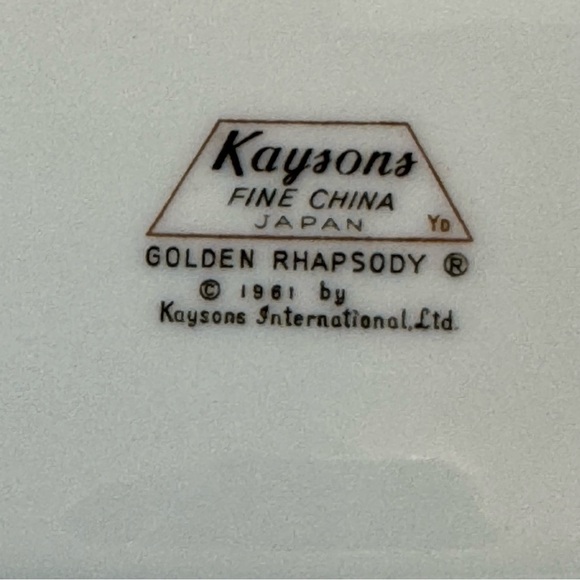 Kaysons
FINE CHINA
JAPAN YD
GOLDEN RHAPSODY ®
© 1961 by
Kaysons International, Ltd.